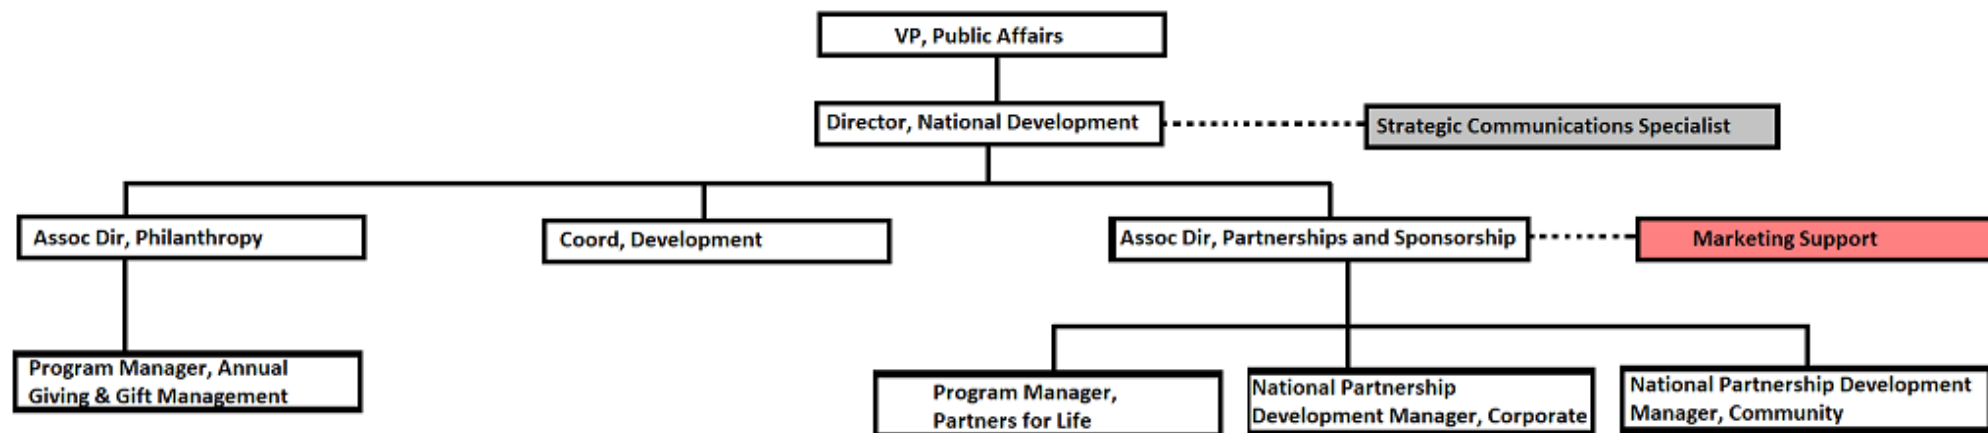 VP, Public Affairs
Director, National Development
Strategic Communications Specialist
Assoc Dir, Philanthropy
Coord, Development
Assoc Dir, Partnerships and Sponsorship
Marketing Support
Program Manager, Annual
Giving & Gift Management
Program Manager,
Partners for Life
National Partnership
Development Manager, Corporate
National Partnership Development
Manager, Community